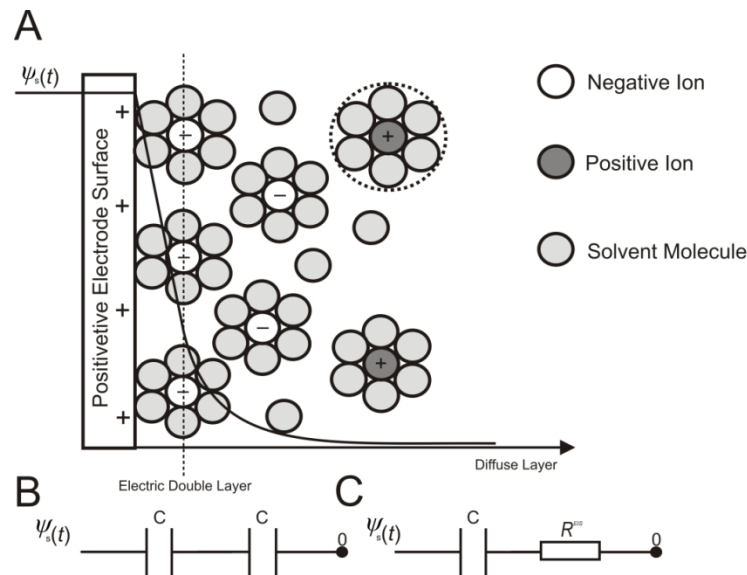 A
ψs(t)
Positivetive Electrode Surface
+
+
+
+
−
−
−
−
−
+
+
Negative Ion
Positive Ion
Solvent Molecule
Diffuse Layer
Electric Double Layer
B
ψs(t)
C
C
0
C
ψs(t)
C
R
0